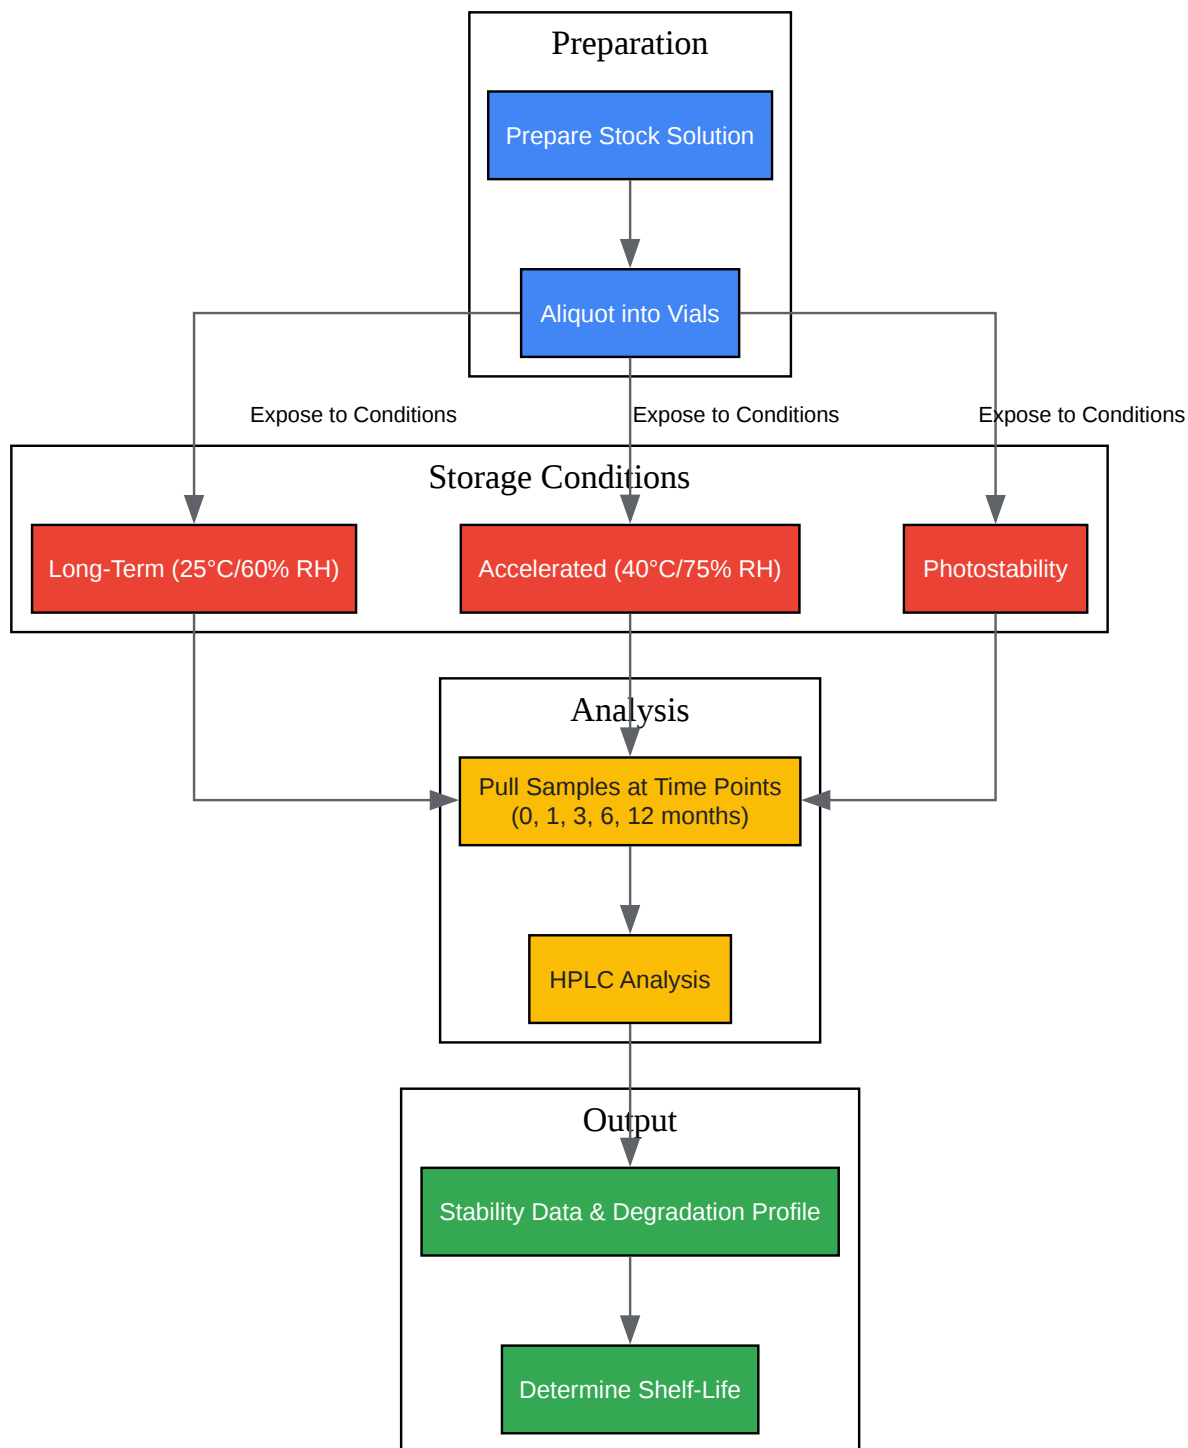 Preparation
Prepare Stock Solution
Aliquot into Vials
Expose to Conditions
Expose to Conditions
Expose to Conditions
Storage Conditions
Long-Term (25°C/60% RH)
Accelerated (40°C/75% RH)
Photostability
Analysis
Pull Samples at Time Points
(0, 1, 3, 6, 12 months)
HPLC Analysis
Output
Stability Data & Degradation Profile
Determine Shelf-Life